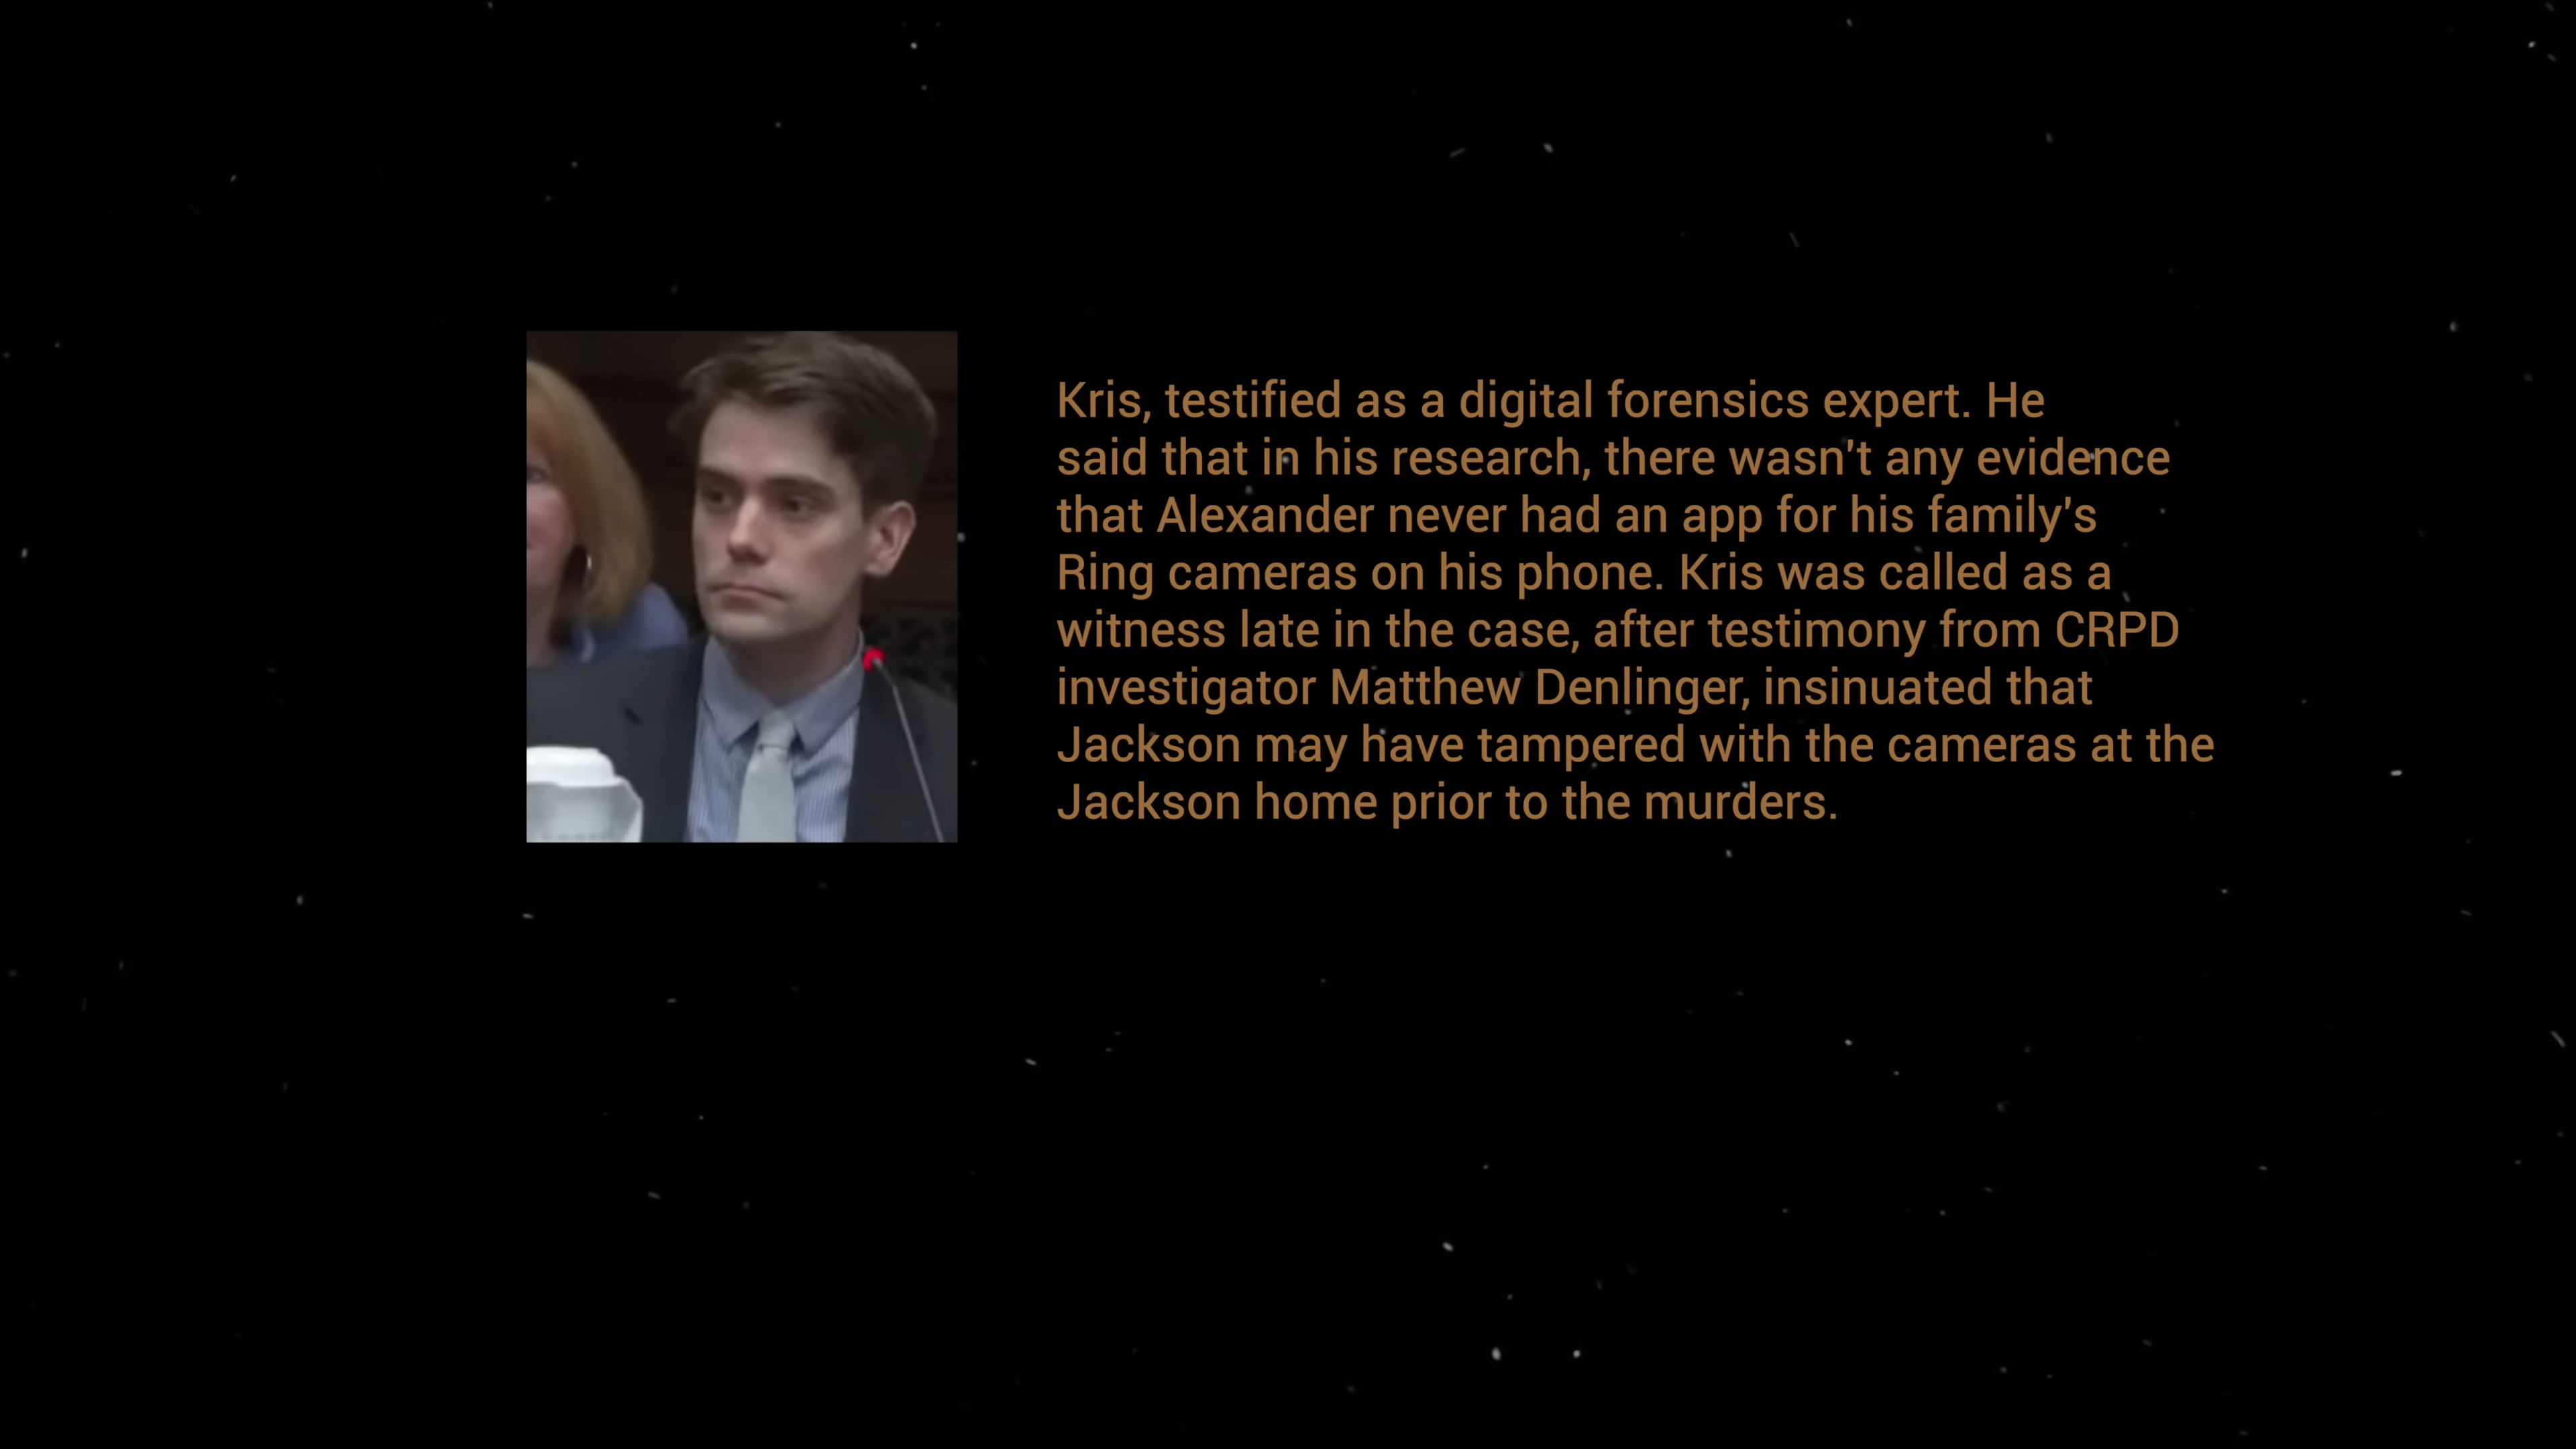 Kris, testified as a digital forensics expert. He
said that in his research, there wasn't any evidence
that Alexander never had an app for his family's
Ring cameras on his phone. Kris was called as a
witness late in the case, after testimony from CRPD
investigator Matthew Denlinger, insinuated that
Jackson may have tampered with the cameras at the
Jackson home prior to the murders.